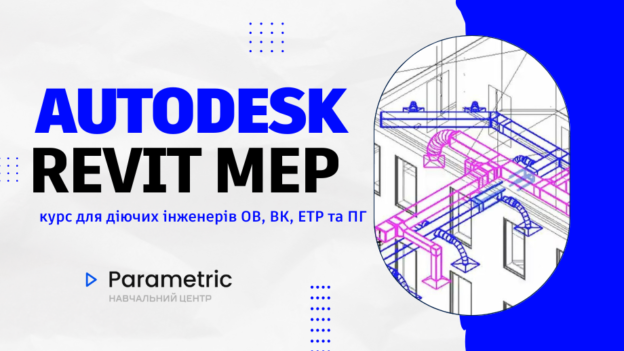 AUTODESK
REVIT MEP
курс для діючих інженерів ОВ, ВК, ЕТР та ПГ
Parametric
НАВЧАЛЬНИЙ ЦЕНТР